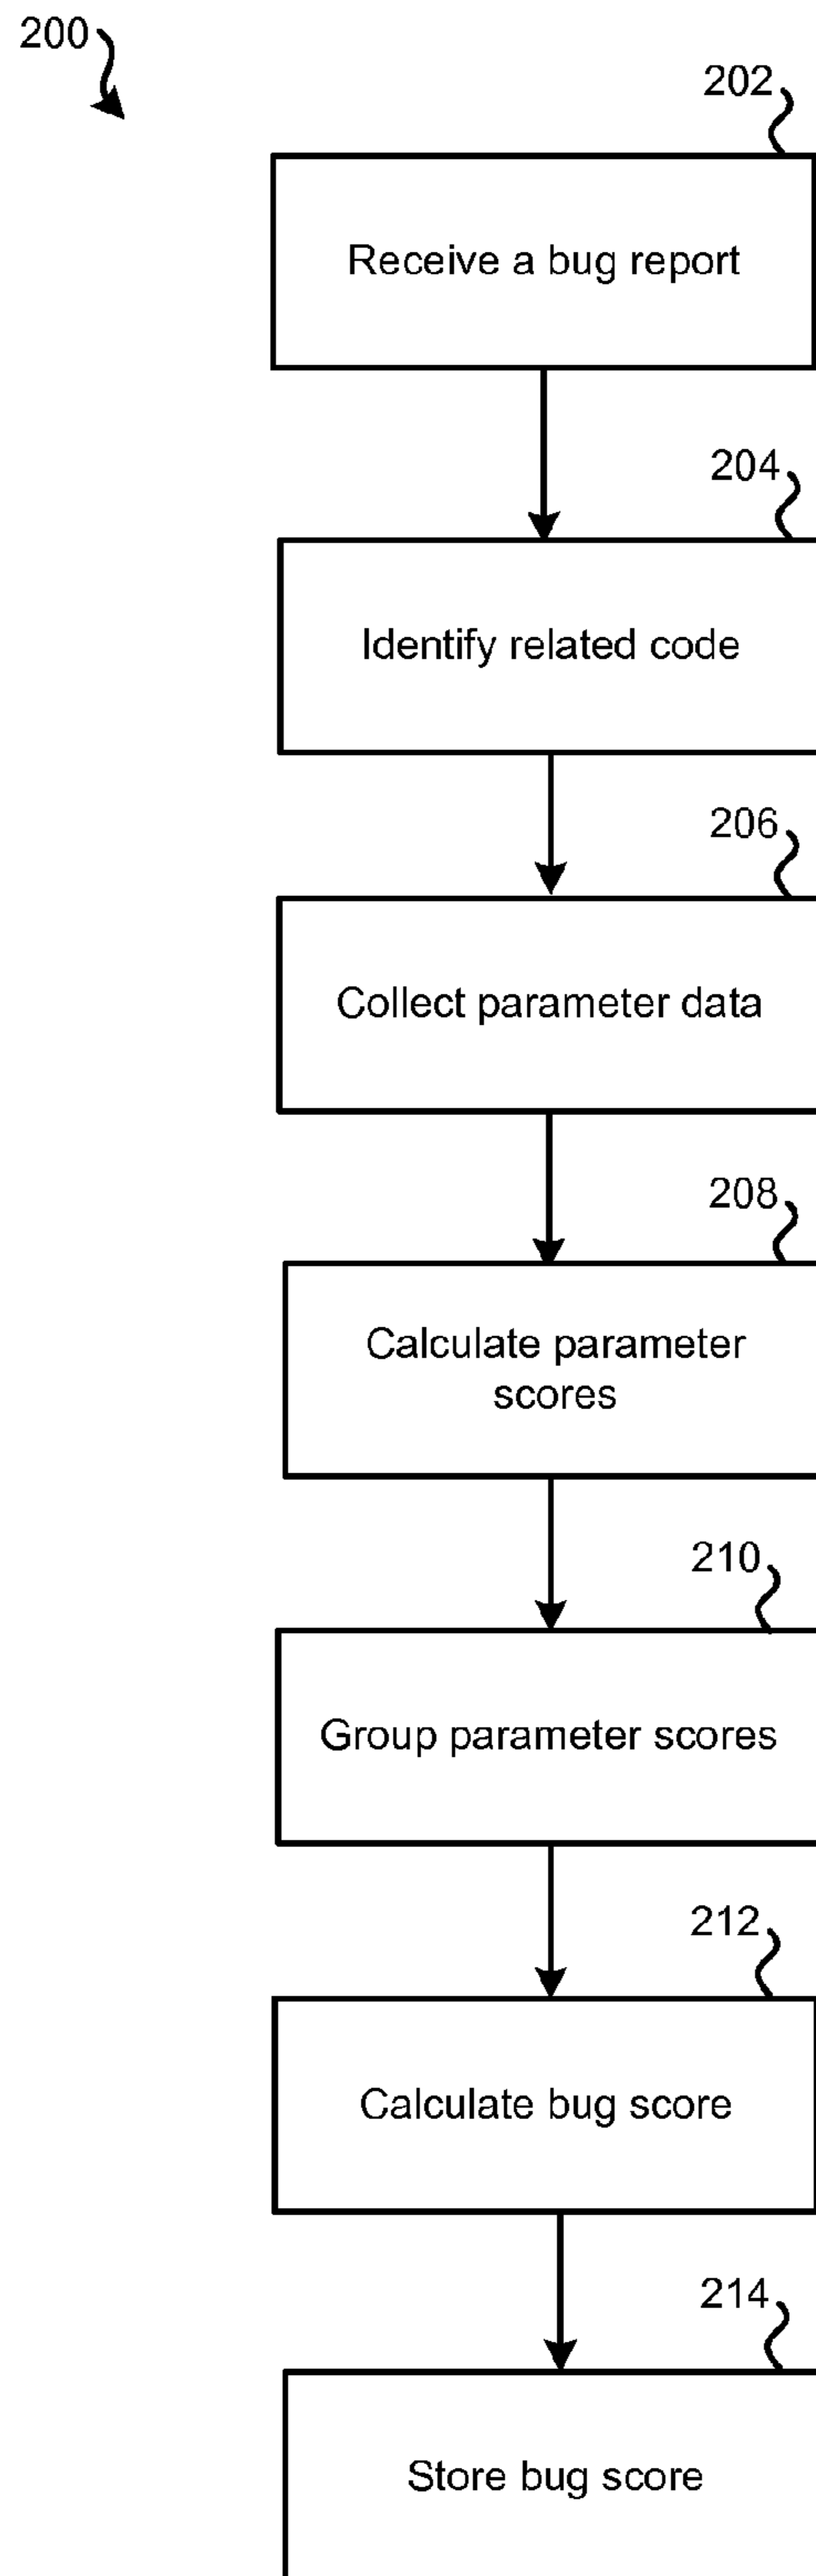 200
202
Receive a bug report
204
Identify related code
206
Collect parameter data
208
Calculate parameter
scores
210
Group parameter scores
212
Calculate bug score
214
Store bug score